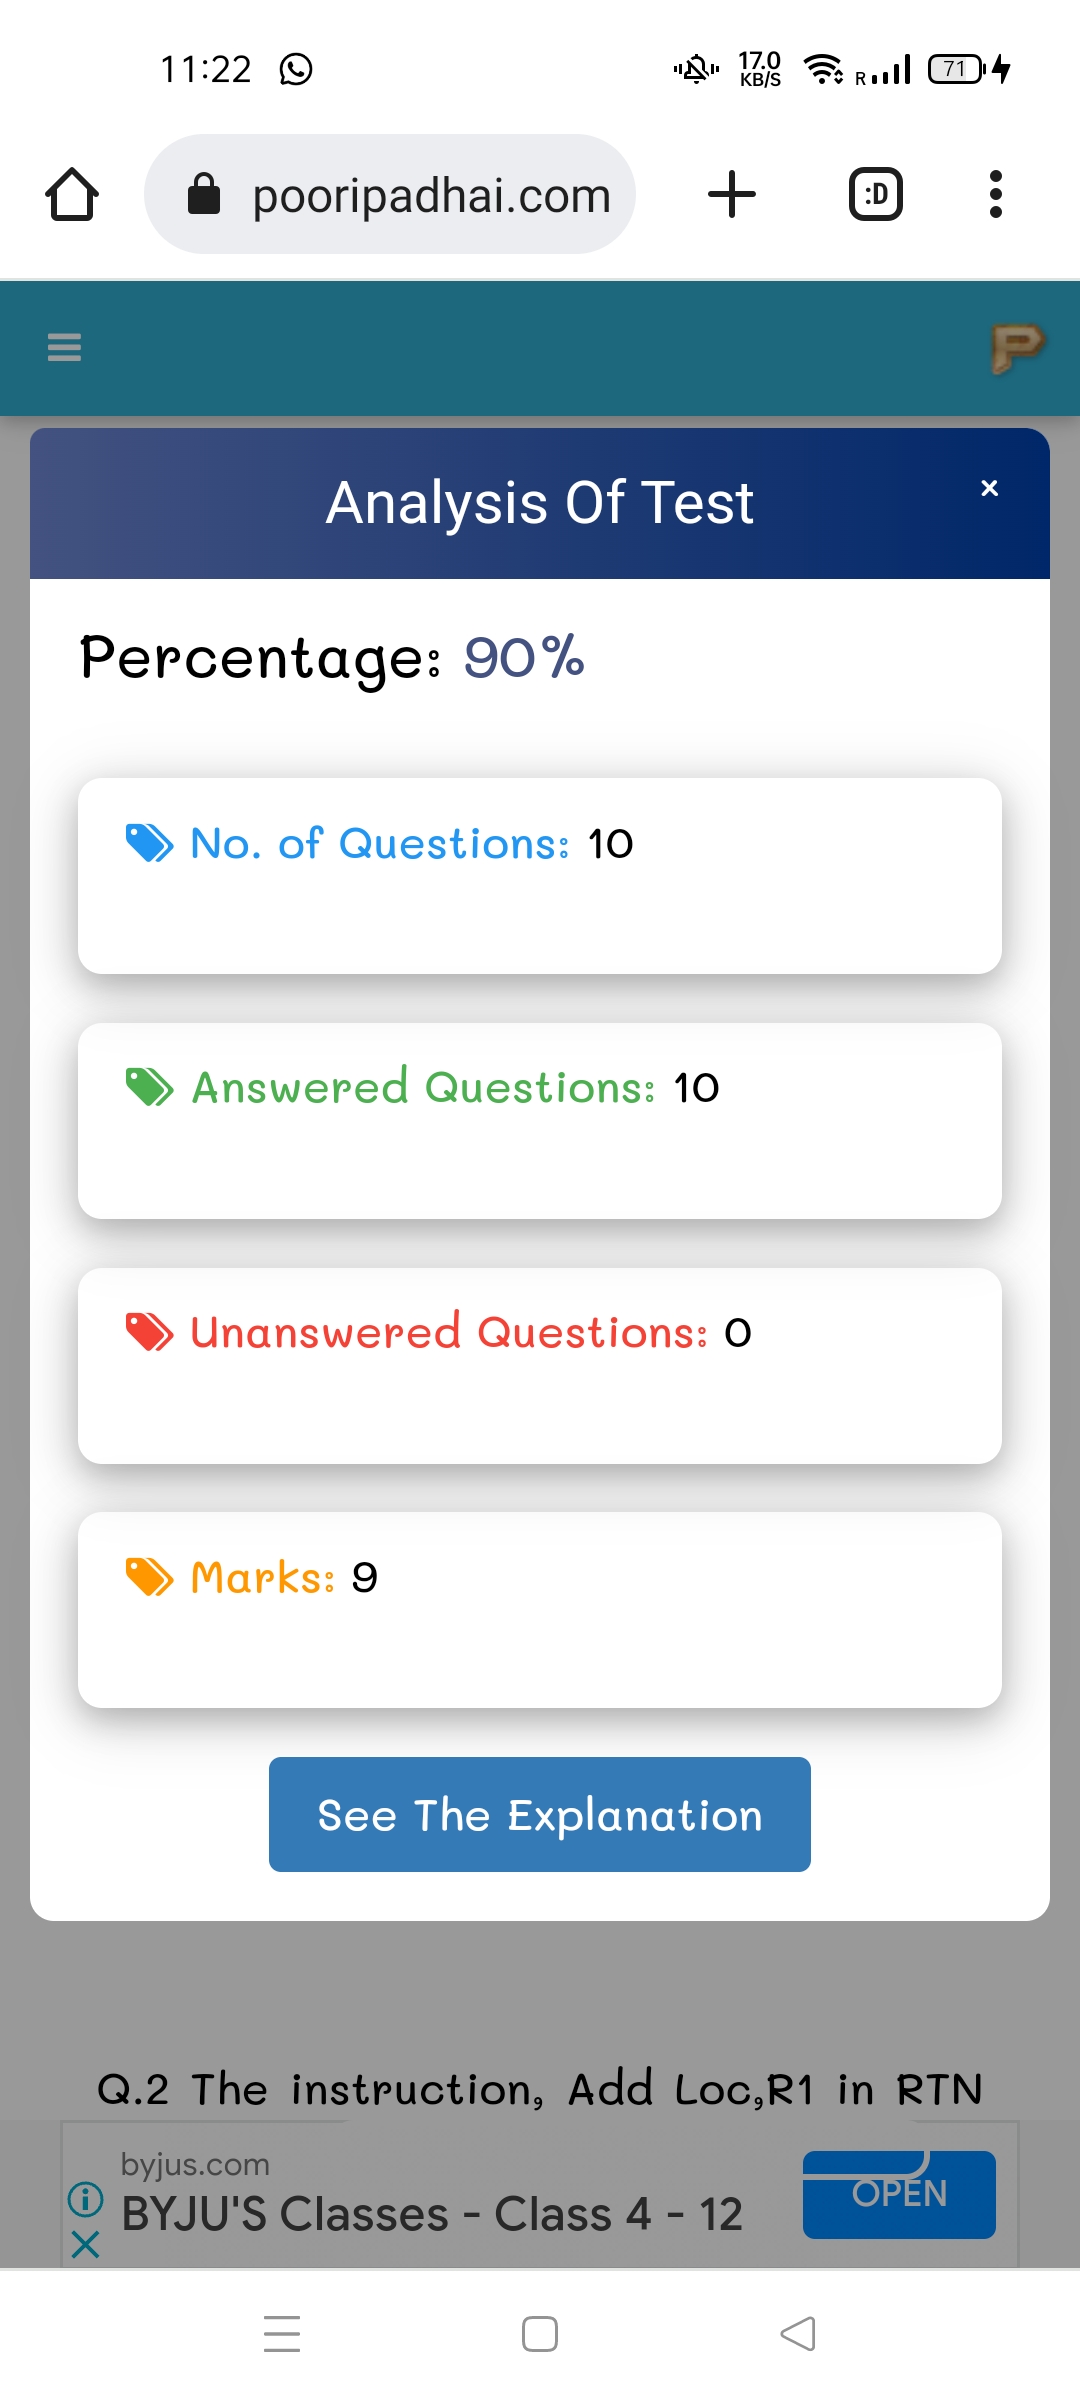 11:22
17.0
KB/S
R
71
pooripadhai.com
:D
P
Analysis Of Test
×
Percentage: 90%
No. of Questions: 10
Answered Questions: 10
Unanswered Questions: 0
Marks: 9
See The Explanation
Q.2 The instruction, Add Loc,R1 in RTN
byjus.com
BYJU'S Classes - Class 4 - 12
OPEN